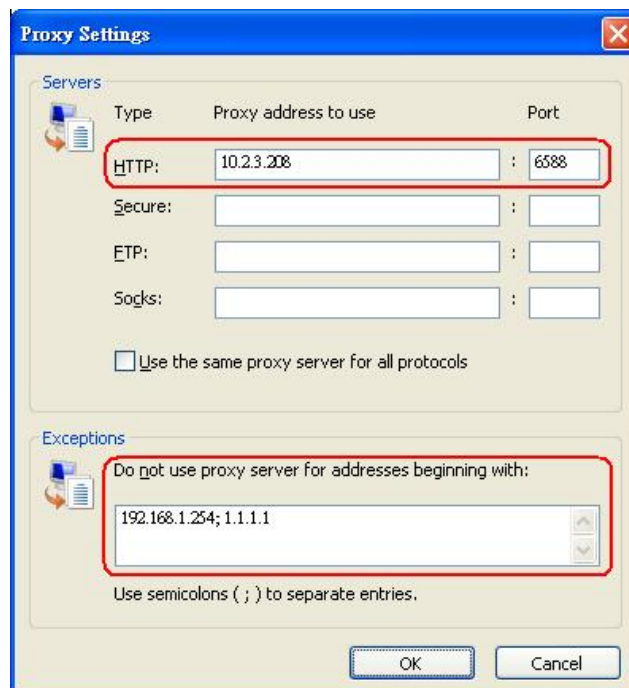 Proxy Settings
Servers
Type Proxy address to use Port
HTTP: 10.2.3.208 : 6588
Secure: :
FTP: :
Socks: :
Use the same proxy server for all protocols
Exceptions
Do not use proxy server for addresses beginning with:
192.168.1.254; 1.1.1.1
Use semicolons ( ; ) to separate entries.
OK Cancel